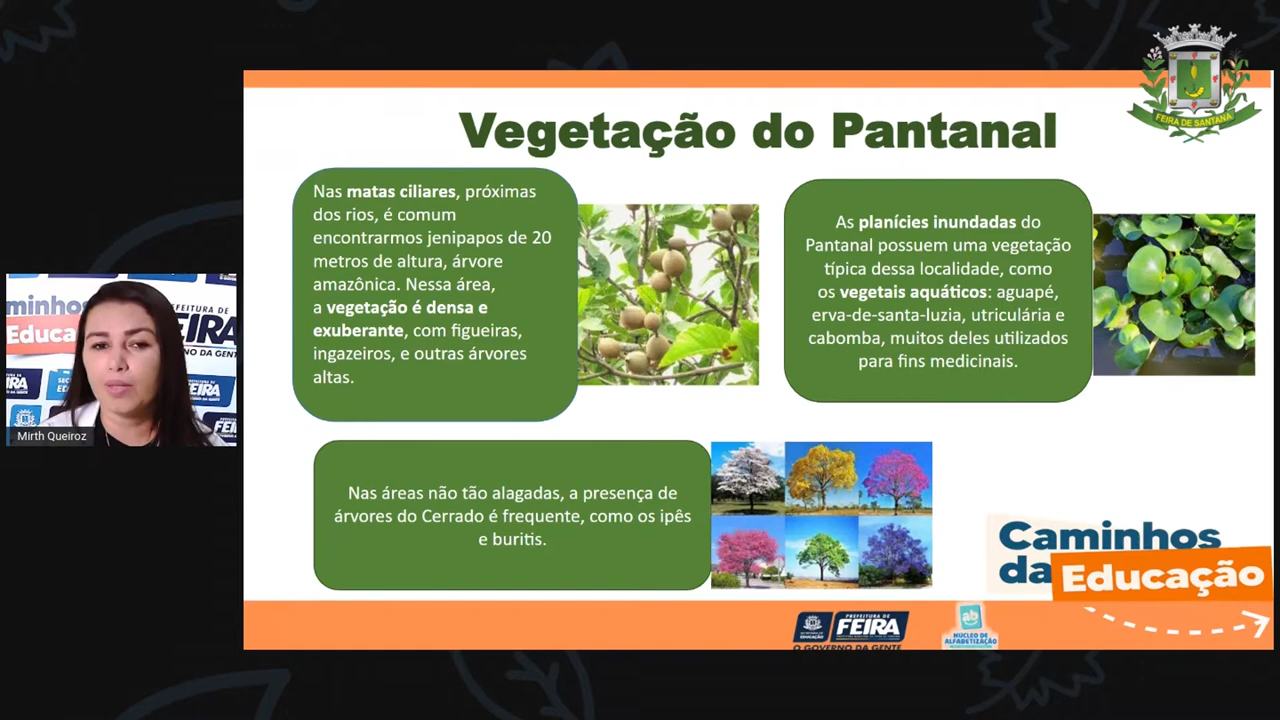 FEIRA DE SANTANA
Vegetação do Pantanal
Nas matas ciliares, próximas
dos rios, é comum
encontrarmos jenipapos de 20
metros de altura, árvore
amazônica. Nessa área,
a vegetação é densa e
exuberante, com figueiras,
ingazeiros, e outras árvores
altas.
As planícies inundadas do
Pantanal possuem uma vegetação
típica dessa localidade, como
os vegetais aquáticos: aguapé,
erva-de-santa-luzia, utriculária e
cabomba, muitos deles utilizados
para fins medicinais.
minhos
Educa
PREFEITURA DE
FEIRA
NO DA GENTE
Mirth Queiroz
Nas áreas não tão alagadas, a presença de
árvores do Cerrado é frequente, como os ipês
e buritis.
Caminhos
da Educação
PREFEITURA DE
FEIRA
O GOVERNO DA GENTE
ab
NÚCLEO DE
ALFABETIZAÇÃO